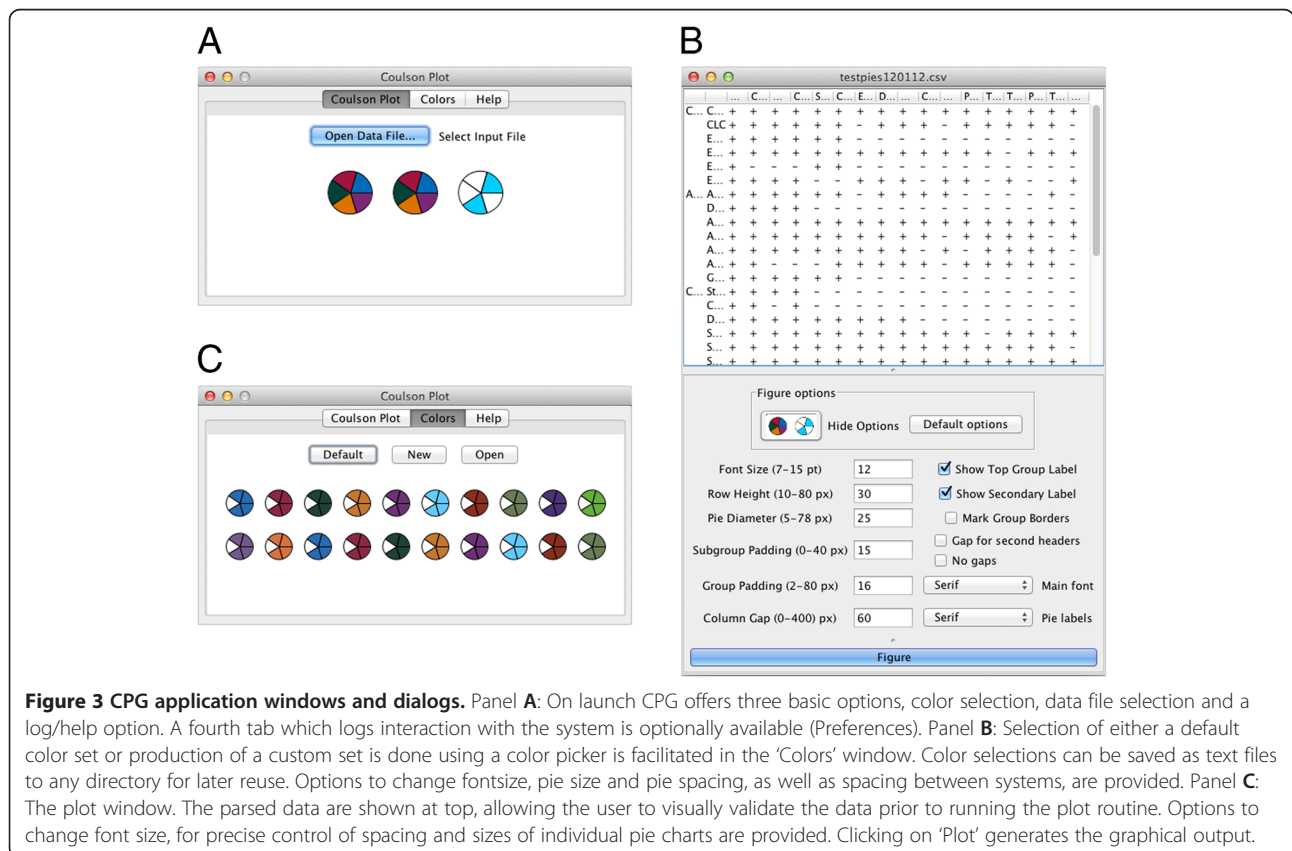 A
Coulson Plot
Coulson Plot Colors Help
Open Data File... Select Input File
B
testpies120112.csv
... C... ... C... S... C... E... D... ... C... ... P... T... T... P... T... ...
C... C... + + + + + + + + + + + + + + + + +
CLC + + + + + + – + + + – + + + + + –
E... + + + + + + – – – – – – – – – – –
E... + + + + + + + + + + + + + – + + +
E... + – – – + – – – – – – – – – – – –
E... + + + + – – + + + – + + – + – – +
A... A... + + + + + – + – + + + – – – – + –
D... + + + + – – – – – – – – – – – – –
A... + + + + + + + + + + + + + + + + +
A... + + + + + + + + + + – + + + + – +
A... + + + + + + + + + – + – + + + + –
A... + + – – – + + + + + – + + + + + –
G... + + + + + + – – – – – – – – – – –
C... St... + + + + – – – – – – – – – – – – –
C... + – – + – – – – – – – – – – – – –
D... + + + + + + + + + – – – – – – – –
S... + + + + + + + + + + + + – + + + +
S... + + + + + + + + + + + + + + + + –
S... + + + + + + + + + + + + + + + + +
Figure options
Hide Options Default options
Font Size (7–15 pt) 12 Show Top Group Label
Row Height (10–80 px) 30 Show Secondary Label
Pie Diameter (5–78 px) 25 Mark Group Borders
Subgroup Padding (0–40 px) 15 Gap for second headers
No gaps
Group Padding (2–80 px) 16 Serif Main font
Column Gap (0–400) px) 60 Serif Pie labels
Figure
C
Coulson Plot
Coulson Plot Colors Help
Default New Open
Figure 3 CPG application windows and dialogs. Panel A: On launch CPG offers three basic options, color selection, data file selection and a
log/help option. A fourth tab which logs interaction with the system is optionally available (Preferences). Panel B: Selection of either a default
color set or production of a custom set is done using a color picker is facilitated in the 'Colors' window. Color selections can be saved as text files
to any directory for later reuse. Options to change fontsize, pie size and pie spacing, as well as spacing between systems, are provided. Panel C:
The plot window. The parsed data are shown at top, allowing the user to visually validate the data prior to running the plot routine. Options to
change font size, for precise control of spacing and sizes of individual pie charts are provided. Clicking on 'Plot' generates the graphical output.